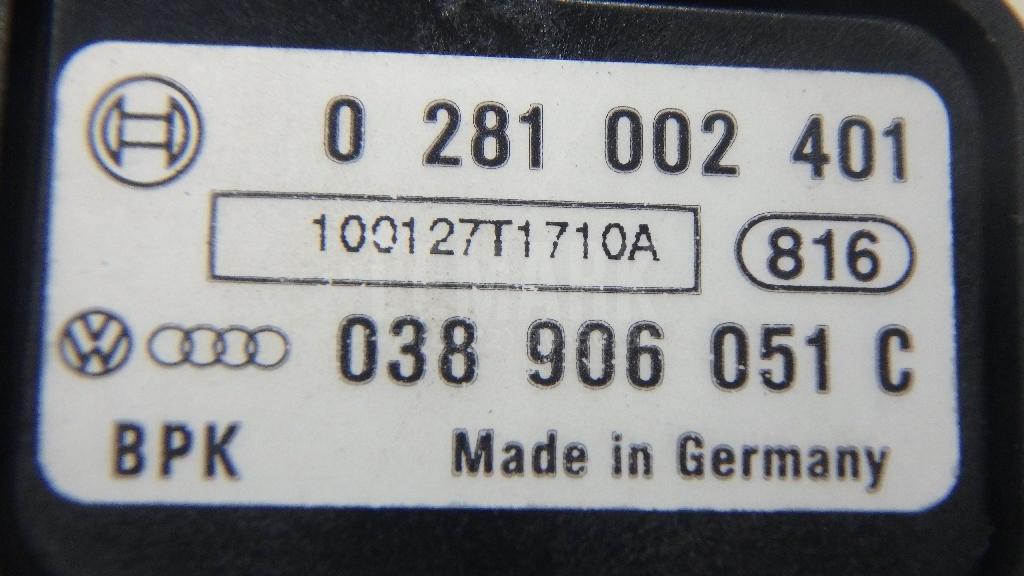 0 281 002 401
100127T1710A 816
038 906 051 C
BPK Made in Germany